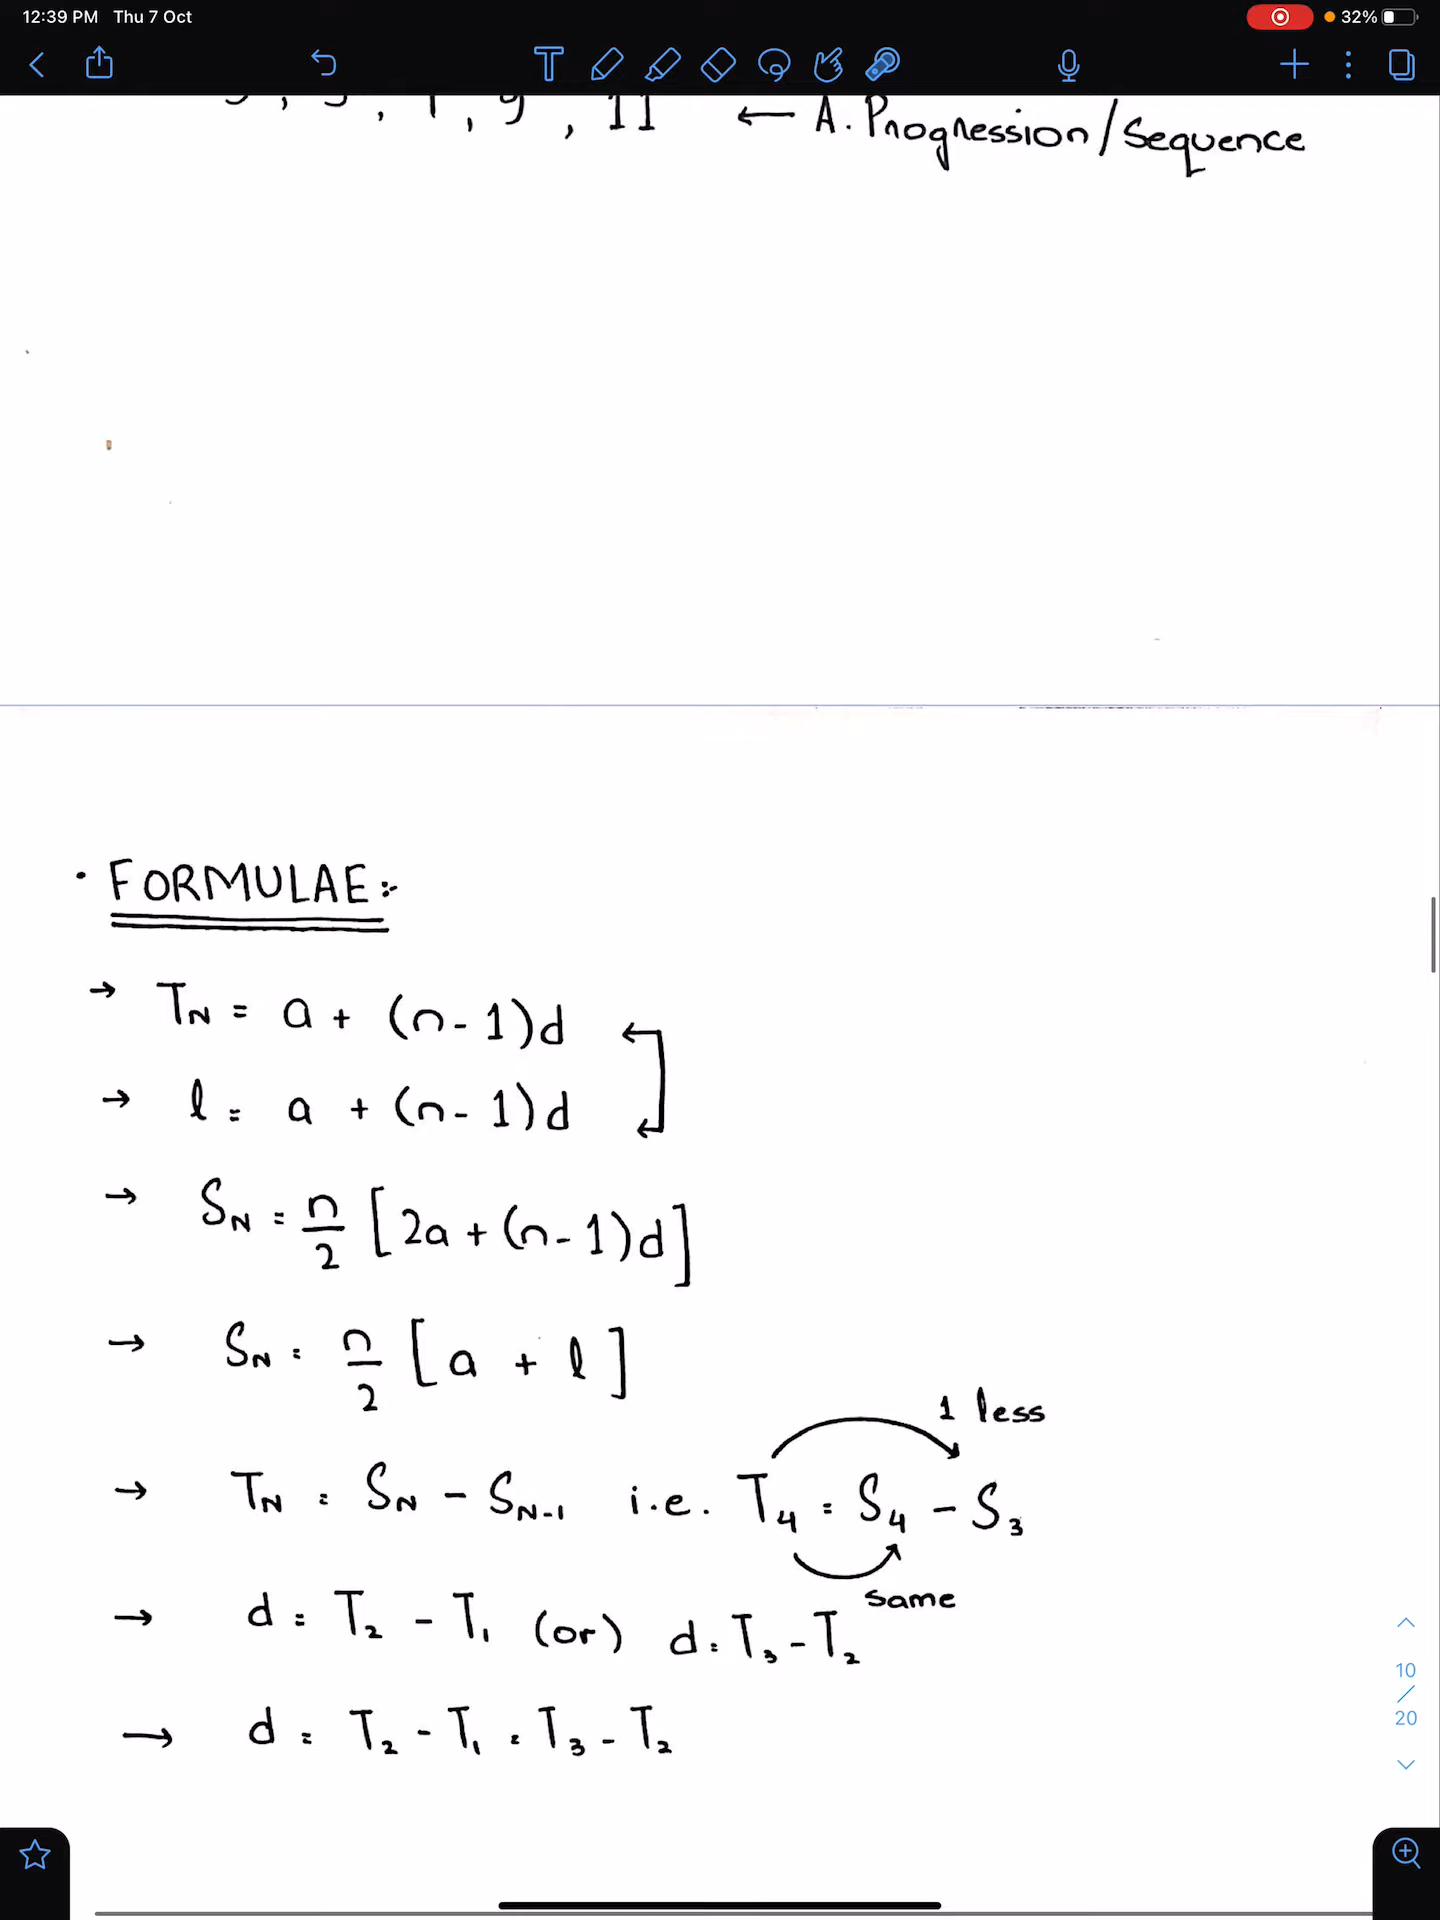 12:39 PM Thu 7 Oct 32%
9, 11 ← A. Progression/Sequence
· FORMULAE:-
→ TN = a + (n-1)d
→ l = a + (n-1)d
→ SN = n/2 [2a + (n-1)d]
→ SN = n/2 [a + l]
1 less
→ TN = SN - SN-1 i.e. T4 = S4 - S3
same
→ d = T2 - T1 (or) d = T3 - T2
→ d = T2 - T1 = T3 - T2
10
/
20